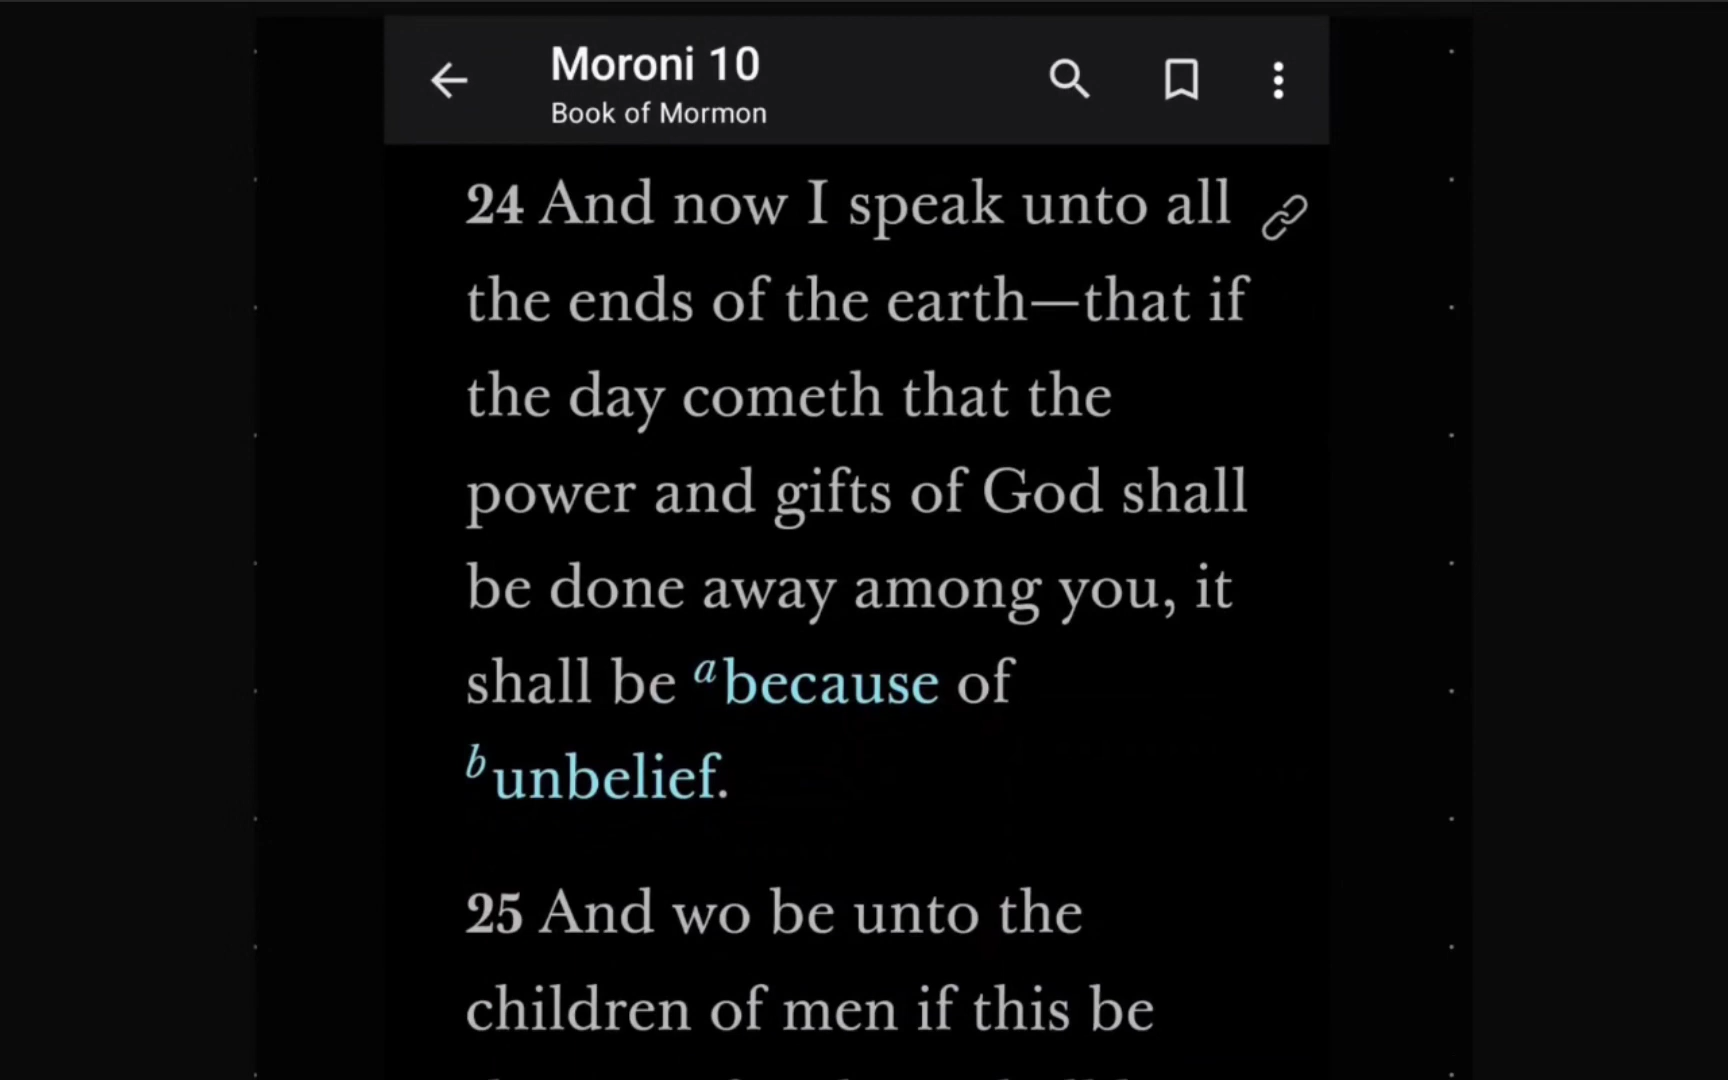 Moroni 10
Book of Mormon
24 And now I speak unto all
the ends of the earth—that if
the day cometh that the
power and gifts of God shall
be done away among you, it
shall be a because of
b unbelief.
25 And wo be unto the
children of men if this be